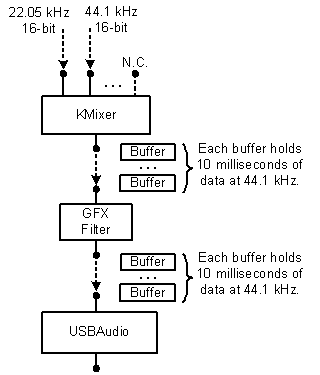 22.05 kHz
16-bit
44.1 kHz
16-bit
N.C.
...
KMixer
Buffer
...
Buffer
Each buffer holds
10 milliseconds of
data at 44.1 kHz.
GFX
Filter
Buffer
...
Buffer
Each buffer holds
10 milliseconds of
data at 44.1 kHz.
USBAudio